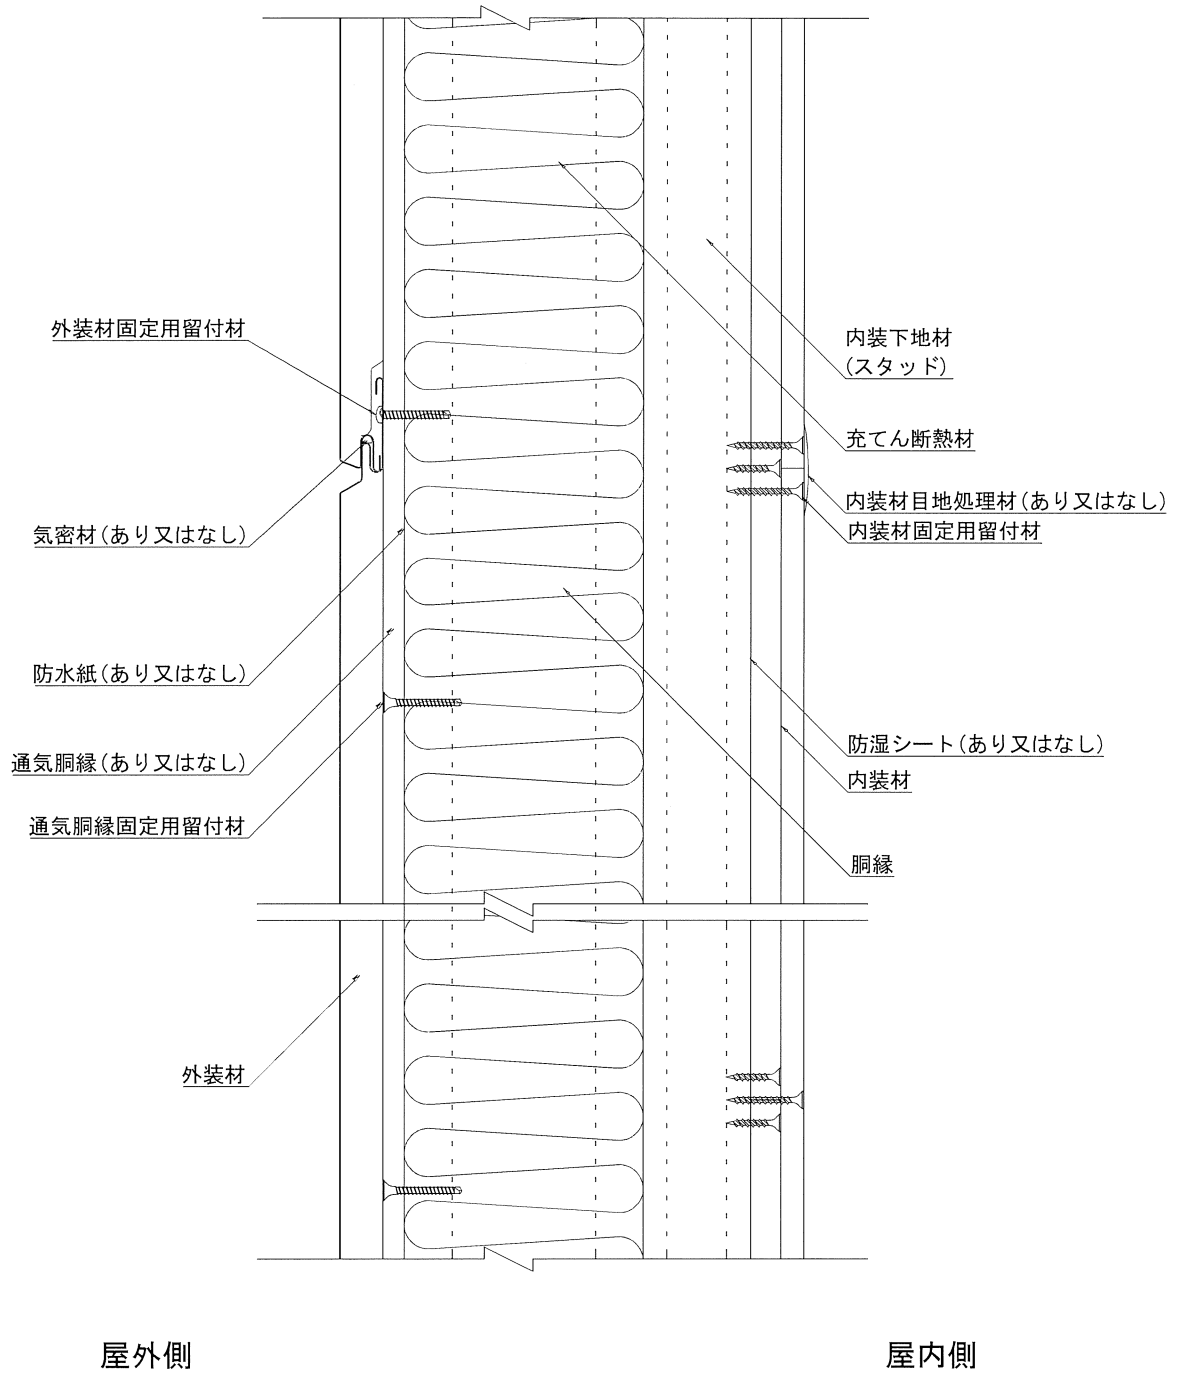 外装材固定用留付材
気密材(あり又はなし)
防水紙(あり又はなし)
通気胴縁(あり又はなし)
通気胴縁固定用留付材
外装材
内装下地材
(スタッド)
充てん断熱材
内装材目地処理材(あり又はなし)
内装材固定用留付材
防湿シート(あり又はなし)
内装材
胴縁
屋外側
屋内側